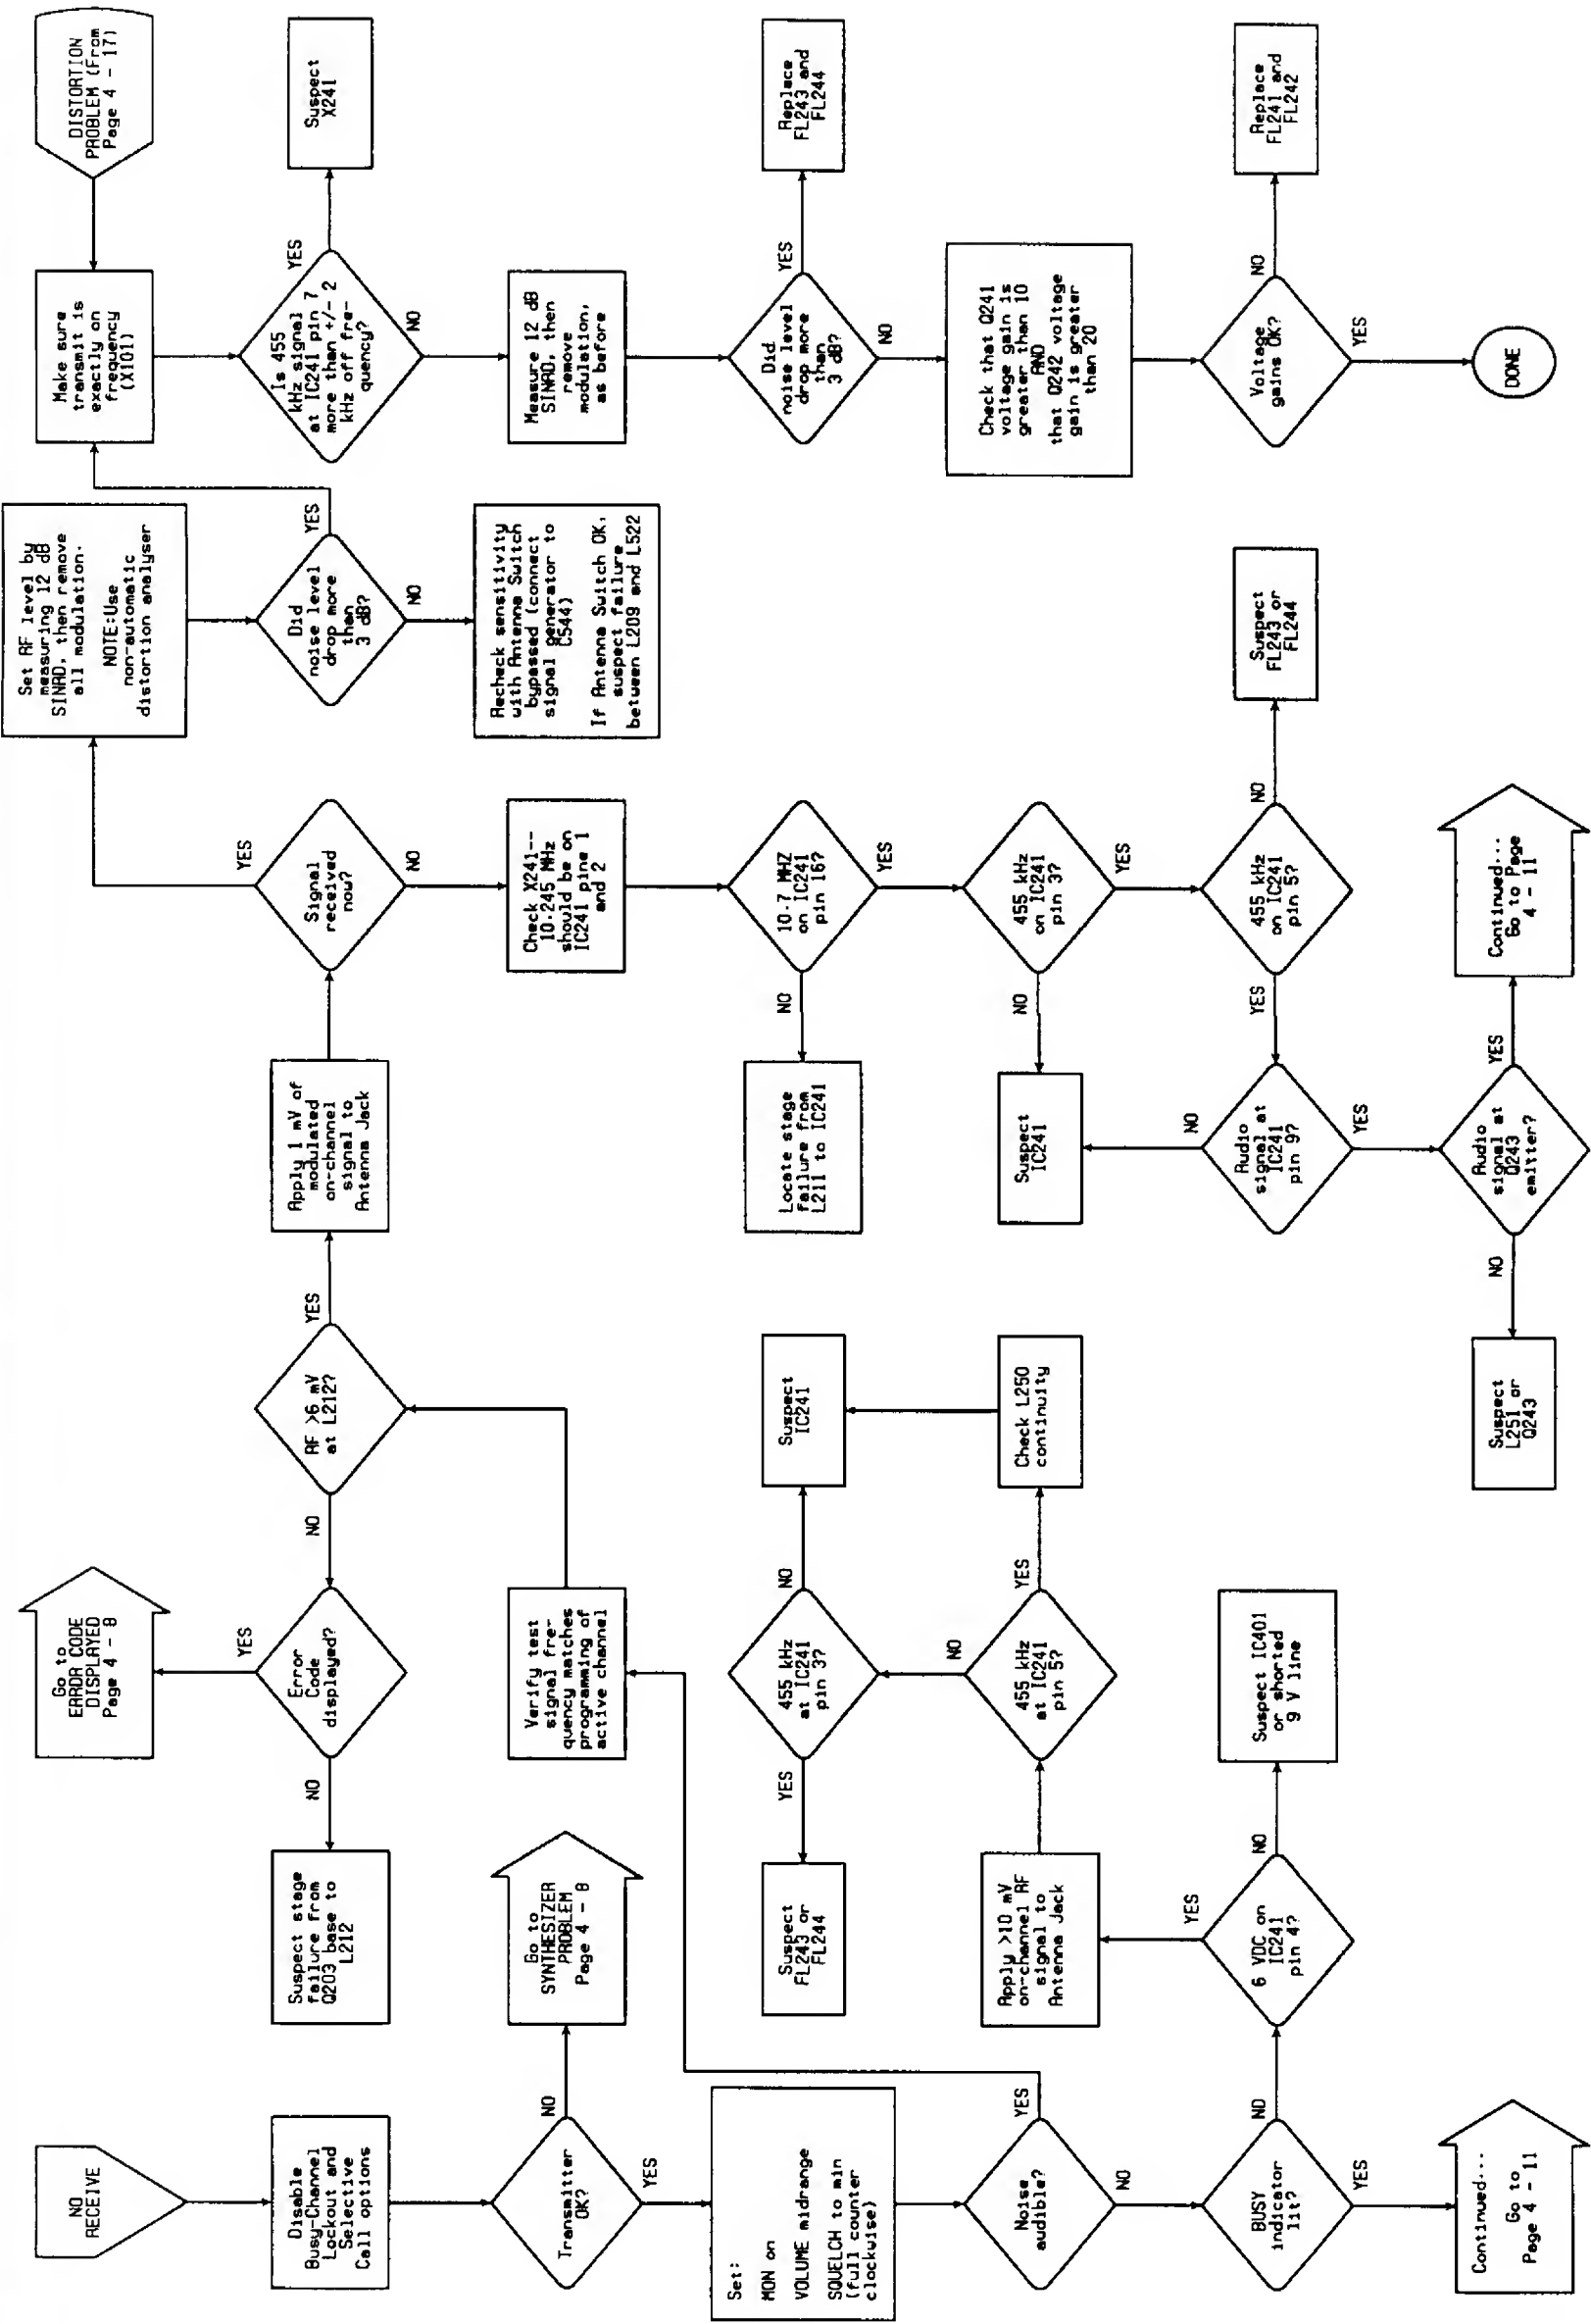 NO
RECEIVE
Disable
Busy-Channel
Lockout and
Selective
Call options
Transmitter
OK?
NO
Go to
SYNTHESIZER
PROBLEM
Page 4 - 8
YES
Set:
MON on
VOLUME midrange
SQUELCH to min
(full counter
clockwise)
Noise
audible?
YES
NO
BUSY
indicator
lit?
YES
Continued...
Go to
Page 4 - 11
NO
6 VDC on
IC241
pin 4?
NO
Suspect IC401
or shorted
9 V line
YES
Apply >10 mV
on-channel RF
signal to
Antenna Jack
455 kHz
at IC241
pin 5?
YES
Check L250
continuity
NO
455 kHz
at IC241
pin 3?
YES
Suspect
FL243 or
FL244
NO
Suspect
IC241
Verify test
signal fre-
quency matches
programming of
active channel
RF >6 mV
at L212?
NO
Error
Code
displayed?
YES
Go to
ERROR CODE
DISPLAYED
Page 4 - 8
NO
Suspect stage
failure from
Q203 base to
L212
YES
Apply 1 mV of
modulated
on-channel
signal to
Antenna Jack
Signal
received
now?
NO
Check X241--
10.245 MHz
should be on
IC241 pins 1
and 2
10.7 MHZ
on IC241
pin 16?
NO
Locate stage
failure from
L211 to IC241
YES
455 kHz
on IC241
pin 3?
NO
Suspect
IC241
YES
455 kHz
on IC241
pin 5?
NO
Suspect
FL243 or
FL244
YES
Audio
signal at
IC241
pin 9?
NO
YES
Audio
signal at
Q243
emitter?
NO
Suspect
L251 or
Q243
YES
Continued...
Go to Page
4 - 11
YES
Set RF level by
measuring 12 dB
SINAD, then remove
all modulation.
NOTE:Use
non-automatic
distortion analyser
Did
noise level
drop more
than
3 dB?
NO
Recheck sensitivity
with Antenna Switch
bypassed (connect
signal generator to
C544)
If Antenna Switch OK,
suspect failure
between L209 and L522
YES
DISTORTION
PROBLEM (From
Page 4 - 17)
Make sure
transmit is
exactly on
frequency
(X101)
Is 455
kHz signal
at IC241 pin 7
more than +/- 2
kHz off fre-
quency?
YES
Suspect
X241
NO
Measure 12 dB
SINAD, then
remove
modulation,
as before
Did
noise level
drop more
than
3 dB?
YES
Replace
FL243 and
FL244
NO
Check that Q241
voltage gain is
greater than 10
AND
that Q242 voltage
gain is greater
than 20
Voltage
gains OK?
NO
Replace
FL241 and
FL242
YES
DONE